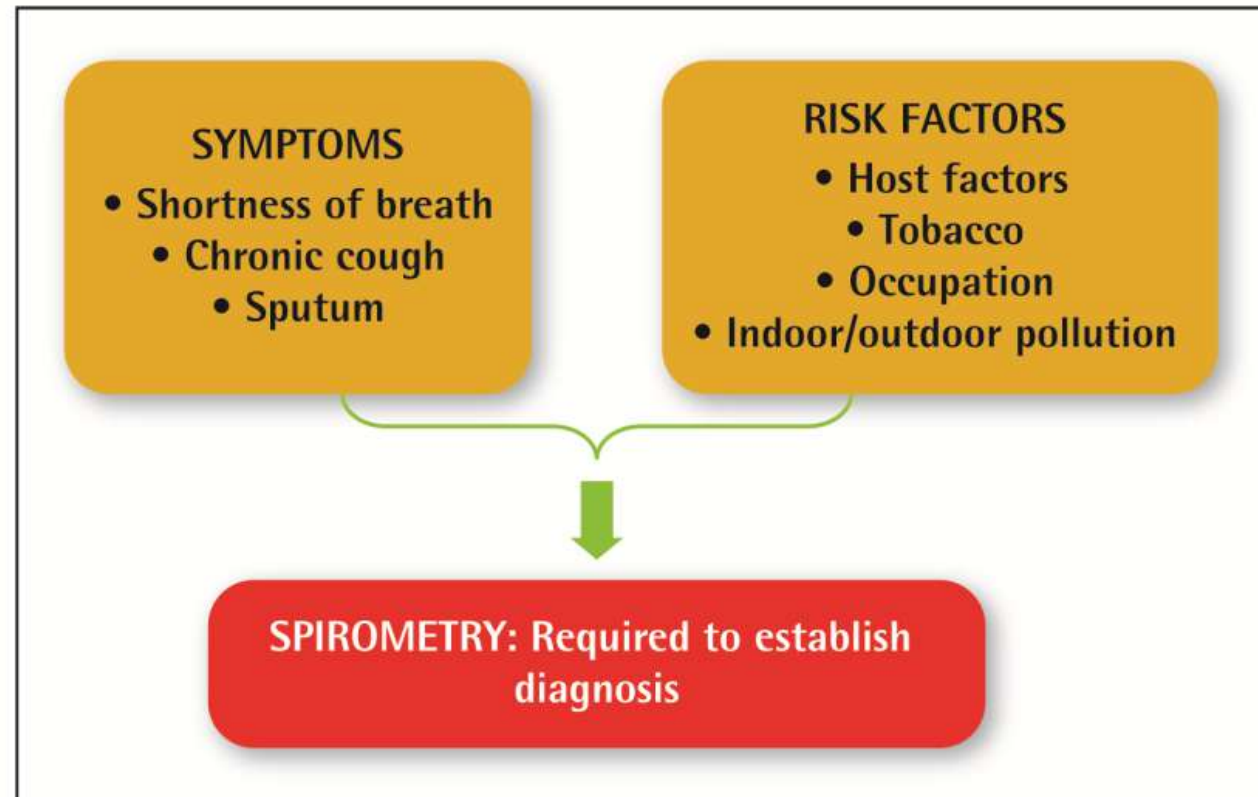 SYMPTOMS
• Shortness of breath
• Chronic cough
• Sputum
RISK FACTORS
• Host factors
• Tobacco
• Occupation
• Indoor/outdoor pollution
SPIROMETRY: Required to establish
diagnosis